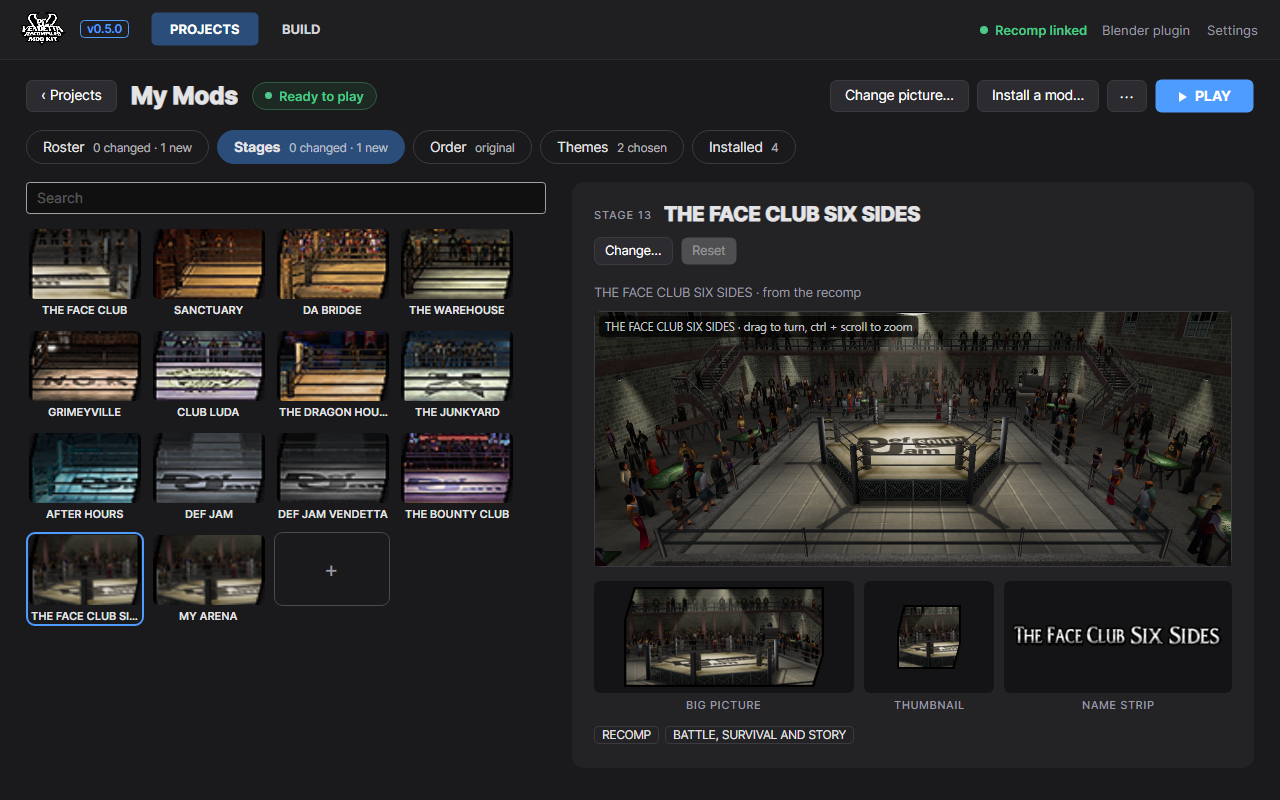 VENDETTA
MOD KIT
v0.5.0
PROJECTS
BUILD
Recomp linked
Blender plugin
Settings
‹ Projects
My Mods
Ready to play
Change picture...
Install a mod...
...
PLAY
Roster 0 changed · 1 new
Stages 0 changed · 1 new
Order original
Themes 2 chosen
Installed 4
Search
THE FACE CLUB
SANCTUARY
DA BRIDGE
THE WAREHOUSE
GRIMEYVILLE
CLUB LUDA
THE DRAGON HOU...
THE JUNKYARD
AFTER HOURS
DEF JAM
DEF JAM VENDETTA
THE BOUNTY CLUB
THE FACE CLUB SI...
MY ARENA
+
STAGE 13 THE FACE CLUB SIX SIDES
Change...
Reset
THE FACE CLUB SIX SIDES · from the recomp
THE FACE CLUB SIX SIDES · drag to turn, ctrl + scroll to zoom
Def Jam
The Face Club Six Sides
BIG PICTURE
THUMBNAIL
NAME STRIP
RECOMP
BATTLE, SURVIVAL AND STORY